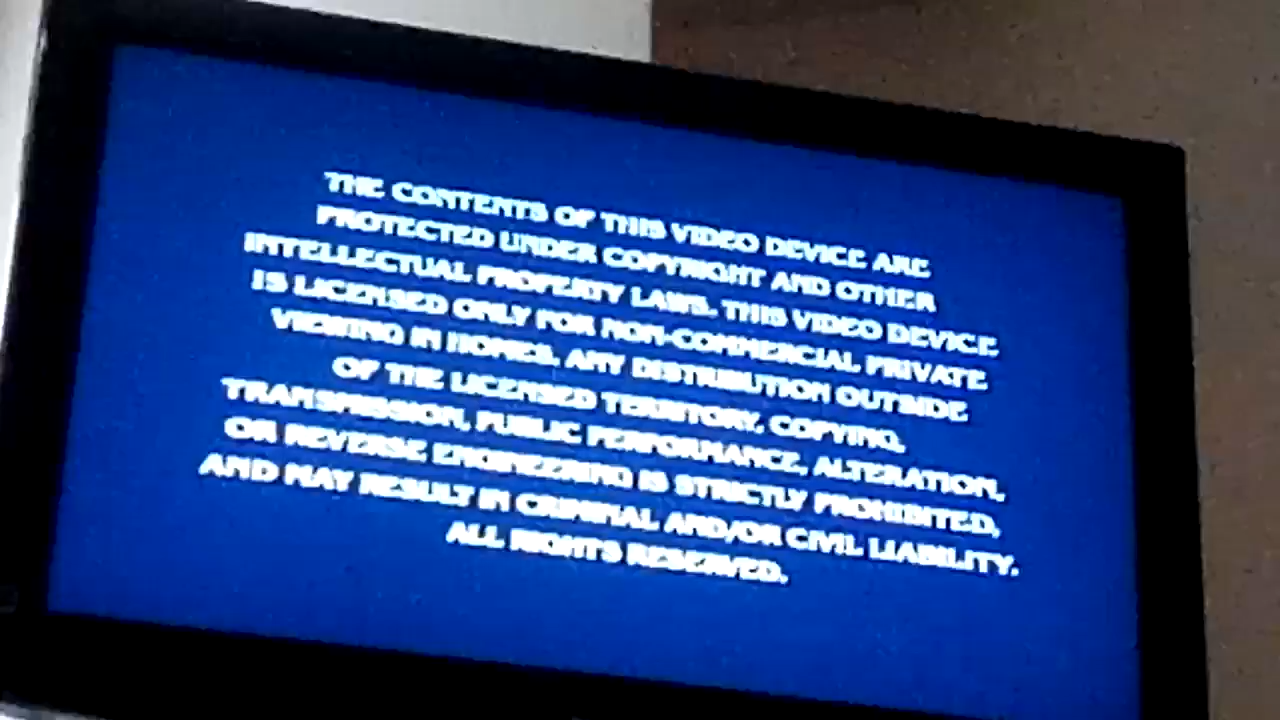 THE CONTENTS OF THIS VIDEO DEVICE ARE
PROTECTED UNDER COPYRIGHT AND OTHER
INTELLECTUAL PROPERTY LAWS. THIS VIDEO DEVICE
IS LICENSED ONLY FOR NON-COMMERCIAL PRIVATE
VIEWING IN HOMES. ANY DISTRIBUTION OUTSIDE
OF THE LICENSED TERRITORY, COPYING,
TRANSMISSION, PUBLIC PERFORMANCE, ALTERATION,
OR REVERSE ENGINEERING IS STRICTLY PROHIBITED,
AND MAY RESULT IN CRIMINAL AND/OR CIVIL LIABILITY.
ALL RIGHTS RESERVED.